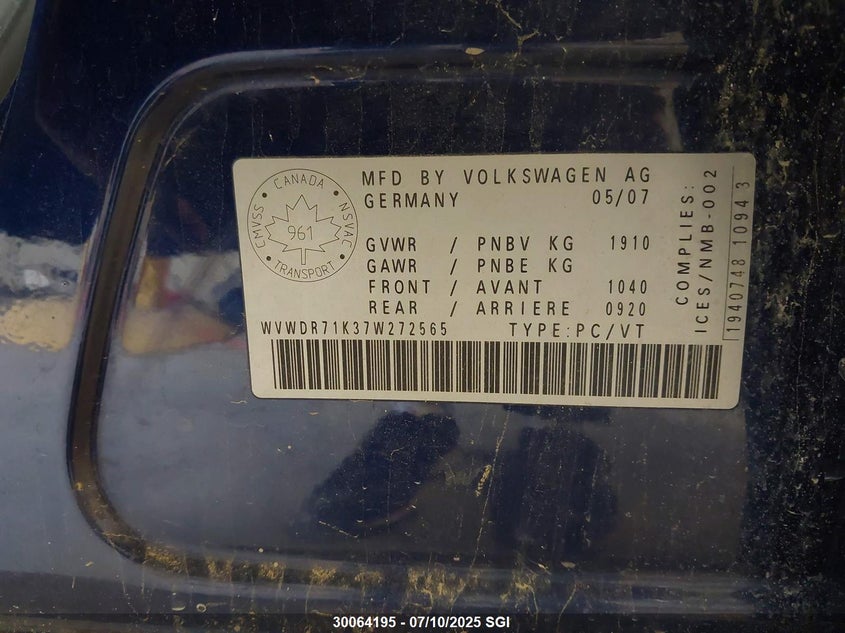 CANADA
CMVSS
NSVAC
961
TRANSPORT
MFD BY VOLKSWAGEN AG
GERMANY 05/07
GVWR / PNBV KG 1910
GAWR / PNBE KG
FRONT / AVANT 1040
REAR / ARRIERE 0920
WVWDR71K37W272565 TYPE:PC/VT
COMPLIES:
ICES/NMB-002
1940748 1094 3
30064195 - 07/10/2025 SGI